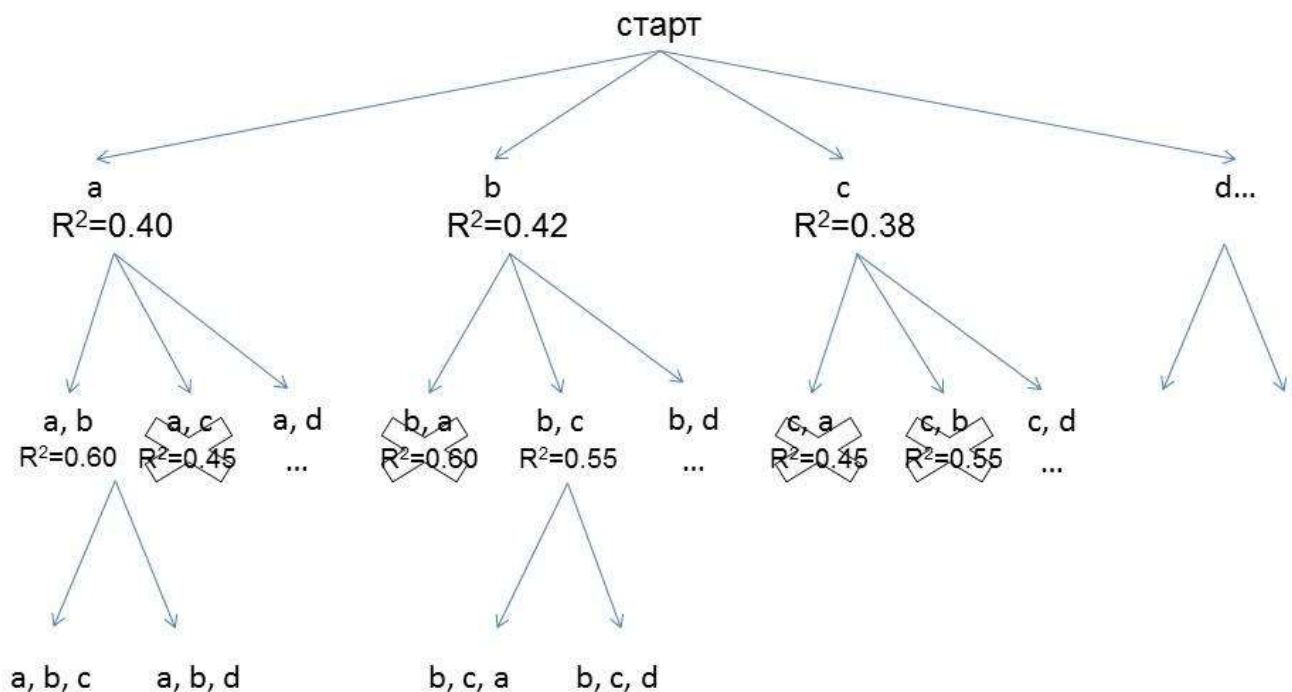 старт
a b c d...
R²=0.40 R²=0.42 R²=0.38
a, b a, c a, d b, a b, c b, d c, a c, b c, d
R²=0.60 R²=0.45 ... R²=0.60 R²=0.55 ... R²=0.45 R²=0.55 ...
a, b, c a, b, d b, c, a b, c, d